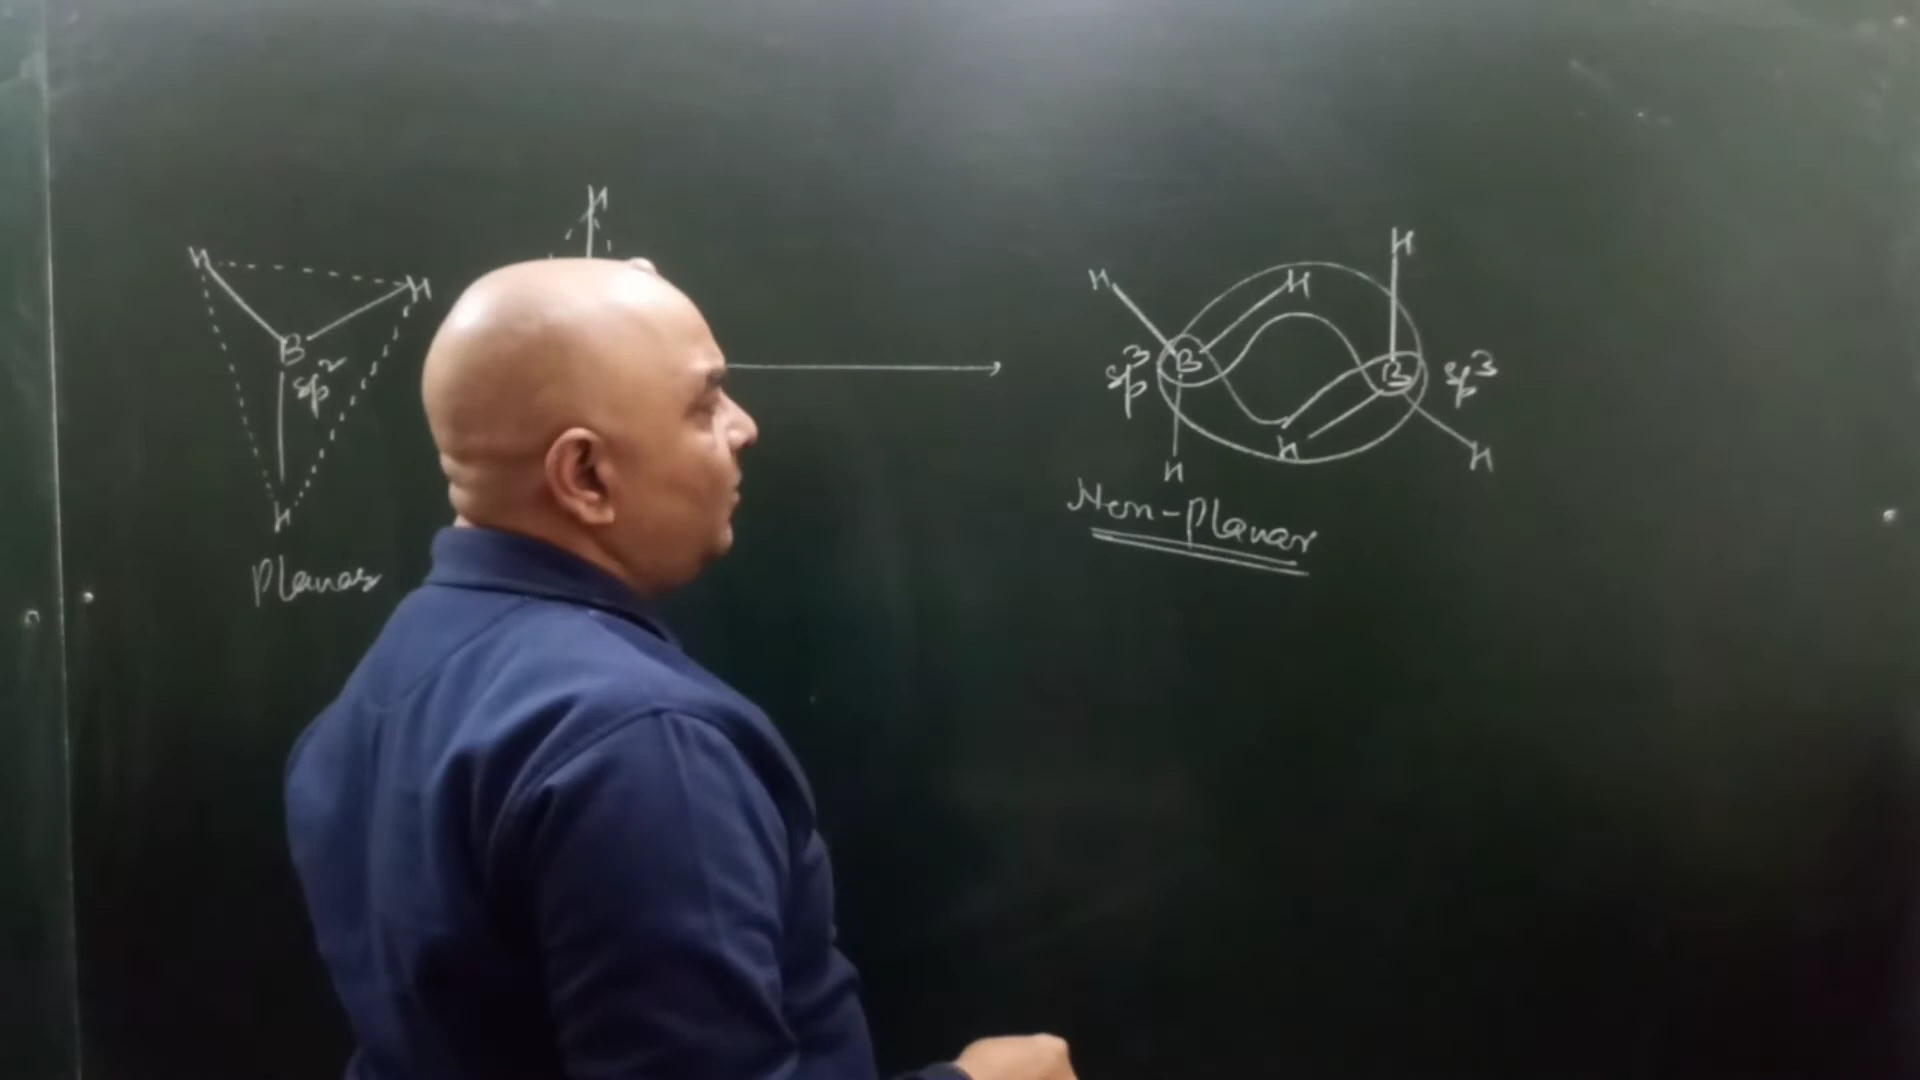 H
H H
B
sp²
H
Planar
H H H
sp³ B B sp³
H H H
Non-Planar